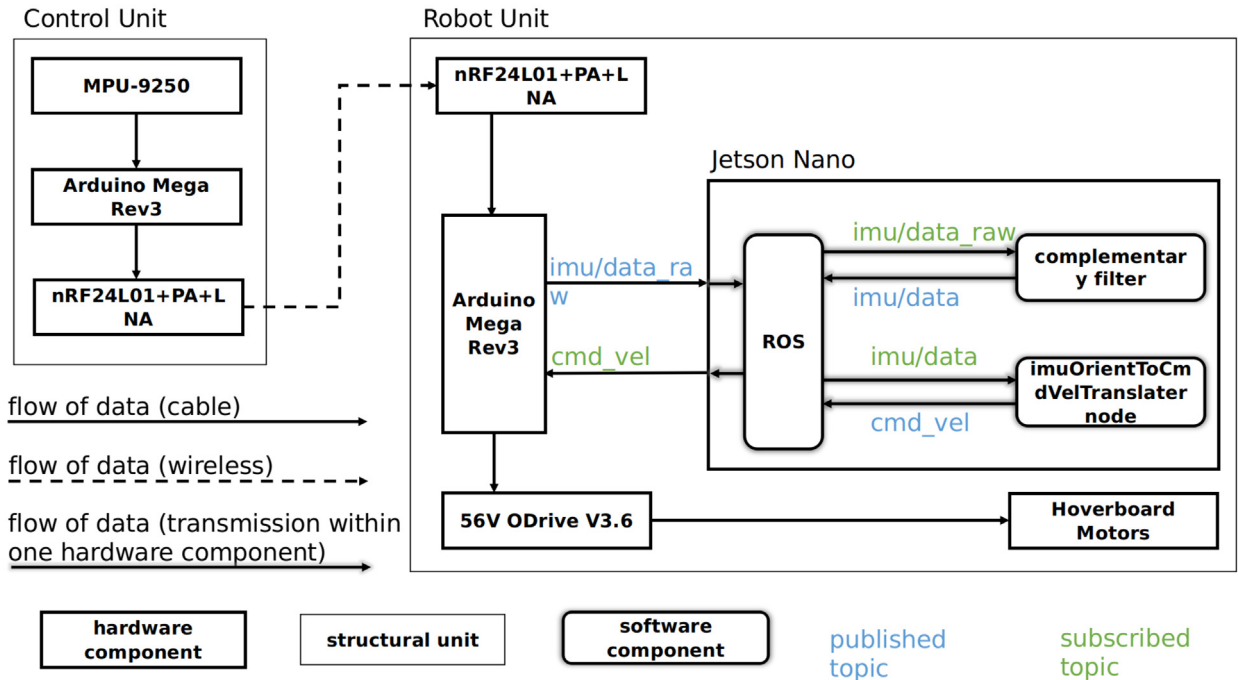 Control Unit
Robot Unit
MPU-9250
nRF24L01+PA+L
NA
Jetson Nano
Arduino Mega
Rev3
imu/data_raw
complementar
y filter
imu/data_ra
w
imu/data
nRF24L01+PA+L
NA
Arduino
Mega
Rev3
ROS
cmd_vel
imu/data
imuOrientToCm
dVelTranslater
node
cmd_vel
flow of data (cable)
flow of data (wireless)
flow of data (transmission within
one hardware component)
56V ODrive V3.6
Hoverboard
Motors
hardware
component
structural unit
software
component
published
topic
subscribed
topic